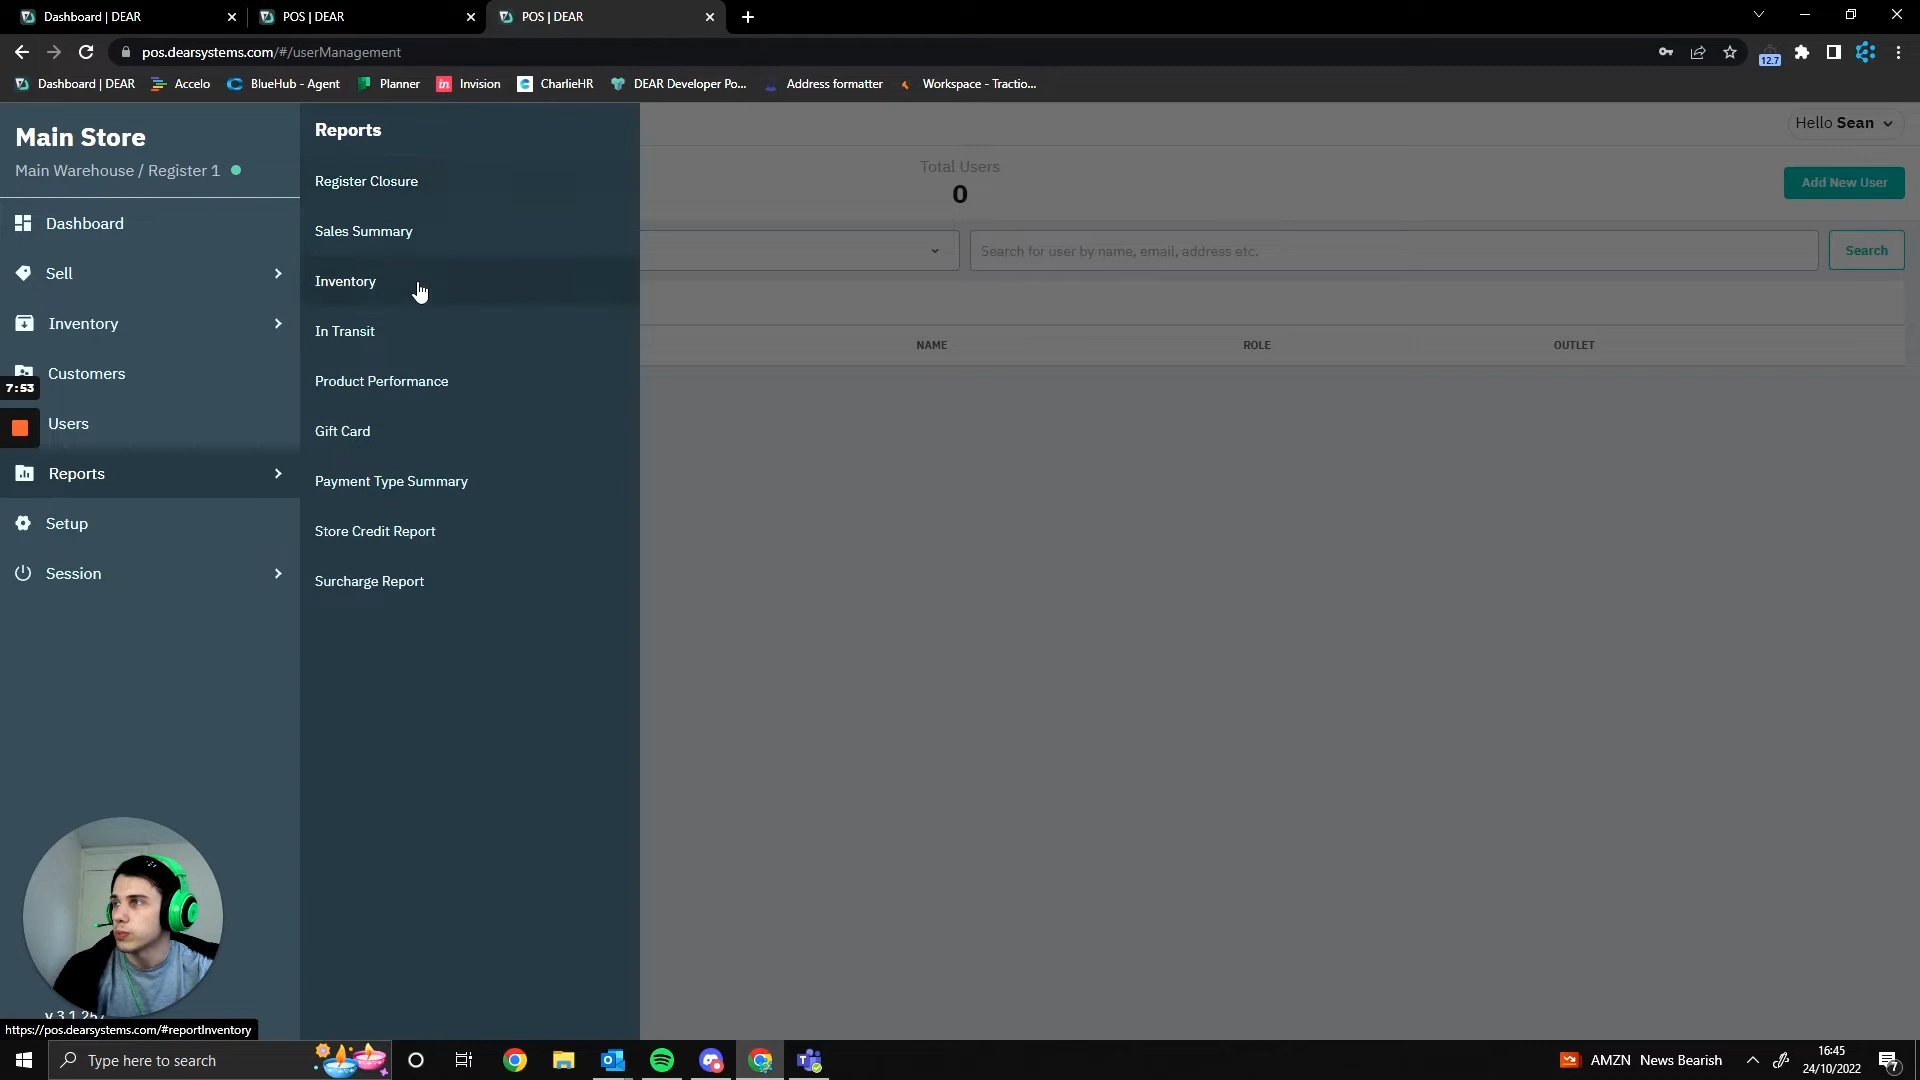 Dashboard | DEAR
POS | DEAR
POS | DEAR
pos.dearsystems.com/#/userManagement
12.7
Dashboard | DEAR
Accelo
BlueHub - Agent
Planner
in Invision
CharlieHR
DEAR Developer Po...
Address formatter
Workspace - Tractio...
Main Store
Main Warehouse / Register 1
Dashboard
Sell
Inventory
Customers
7:53
Users
Reports
Setup
Session
Reports
Register Closure
Sales Summary
Inventory
In Transit
Product Performance
Gift Card
Payment Type Summary
Store Credit Report
Surcharge Report
Hello Sean
Total Users
0
Add New User
Search for user by name, email, address etc.
Search
NAME
ROLE
OUTLET
https://pos.dearsystems.com/#reportInventory
Type here to search
AMZN News Bearish
16:45
24/10/2022
7